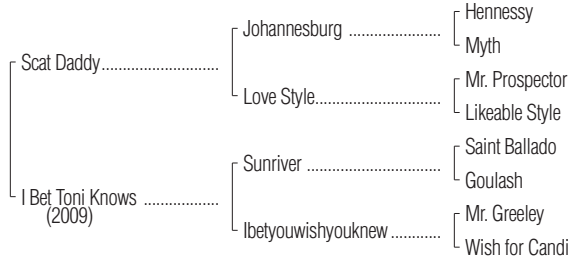 Hennessy
Johannesburg ....................
Myth
Scat Daddy..........................
Mr. Prospector
Love Style............................
Likeable Style
Saint Ballado
Sunriver ..............................
Goulash
I Bet Toni Knows .................
(2009)
Mr. Greeley
Ibetyouwishyouknew ...........
Wish for Candi